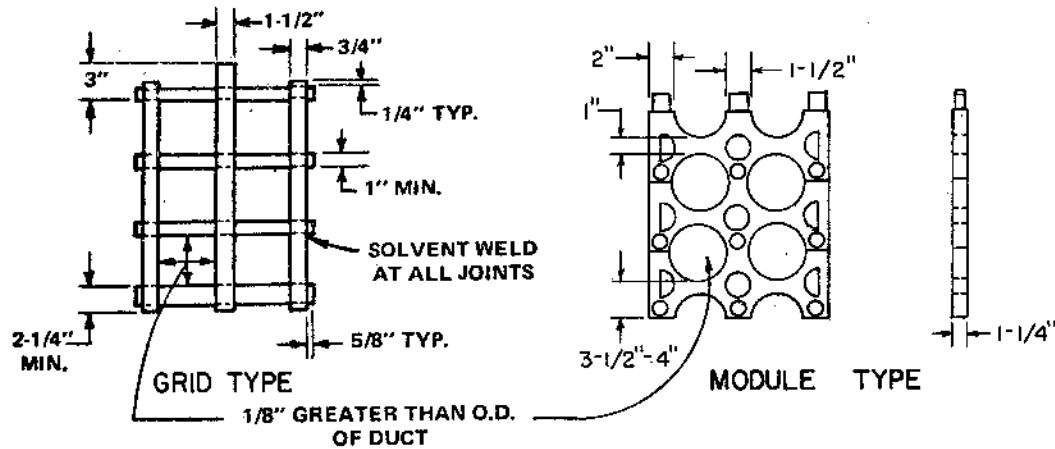 1-1/2"
3/4"
3"
1/4" TYP.
1" MIN.
SOLVENT WELD
AT ALL JOINTS
2-1/4"
MIN.
5/8" TYP.
GRID TYPE
1/8" GREATER THAN O.D.
OF DUCT
2"
1-1/2"
1"
3-1/2"-4"
1-1/4"
MODULE TYPE